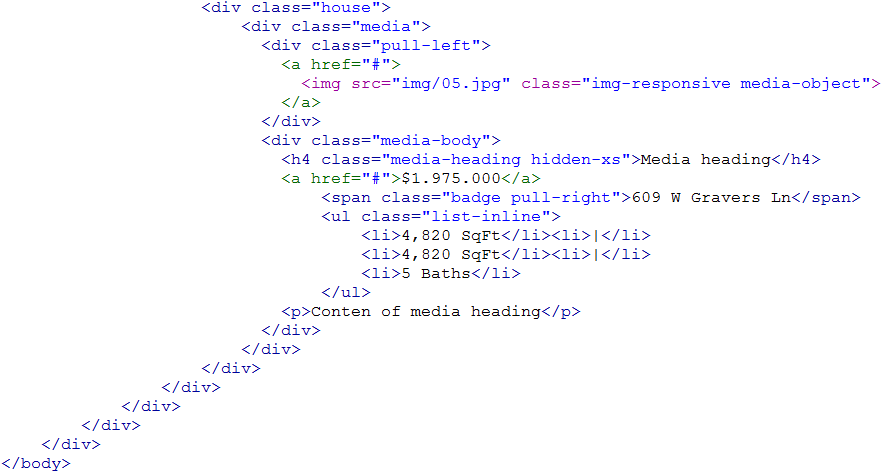 <div class="house">
<div class="media">
<div class="pull-left">
<a href="#">
<img src="img/05.jpg" class="img-responsive media-object">
</a>
</div>
<div class="media-body">
<h4 class="media-heading hidden-xs">Media heading</h4>
<a href="#">$1.975.000</a>
<span class="badge pull-right">609 W Gravers Ln</span>
<ul class="list-inline">
<li>4,820 SqFt</li><li>|</li>
<li>4,820 SqFt</li><li>|</li>
<li>5 Baths</li>
</ul>
<p>Conten of media heading</p>
</div>
</div>
</div>
</div>
</div>
</div>
</div>
</body>